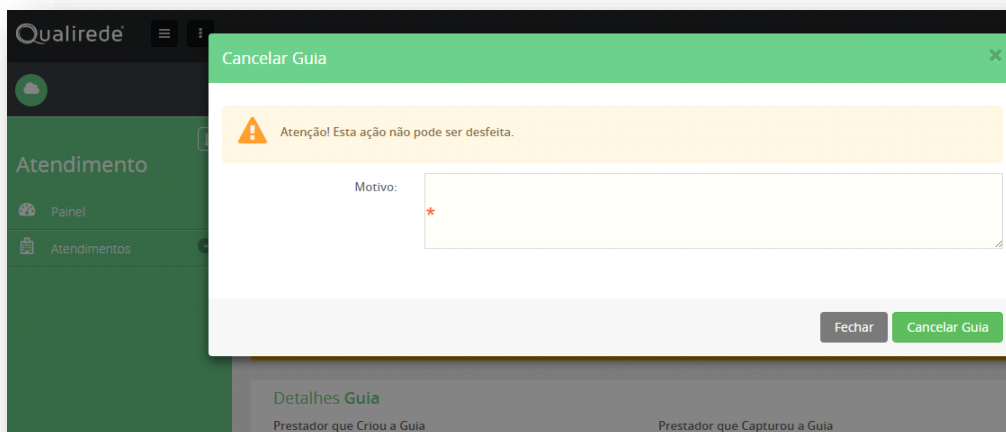 Qualirede
Cancelar Guia
Atenção! Esta ação não pode ser desfeita.
Atendimento
Motivo:
*
Painel
Atendimentos
Fechar
Cancelar Guia
Detalhes Guia
Prestador que Criou a Guia
Prestador que Capturou a Guia